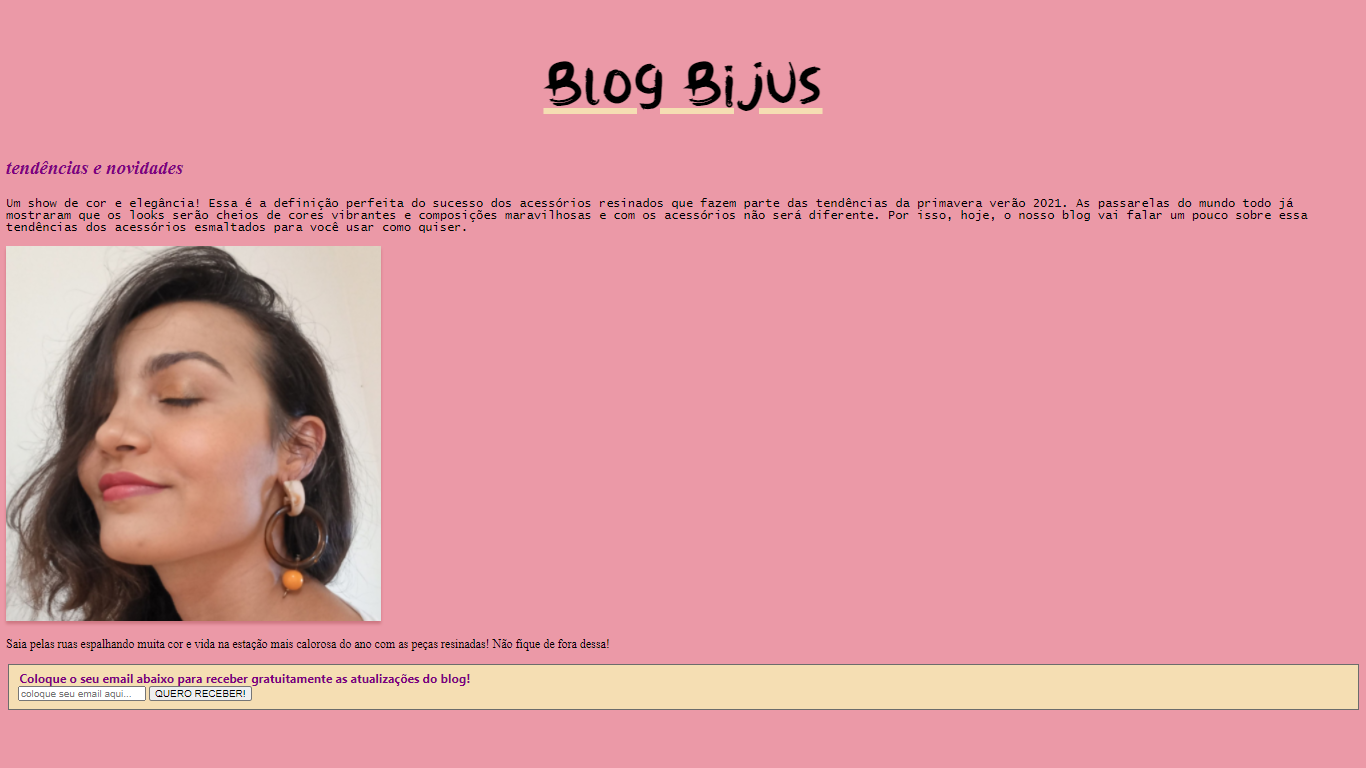 Blog Bijus
tendências e novidades
Um show de cor e elegância! Essa é a definição perfeita do sucesso dos acessórios resinados que fazem parte das tendências da primavera verão 2021. As passarelas do mundo todo já
mostraram que os looks serão cheios de cores vibrantes e composições maravilhosas e com os acessórios não será diferente. Por isso, hoje, o nosso blog vai falar um pouco sobre essa
tendências dos acessórios esmaltados para você usar como quiser.
Saia pelas ruas espalhando muita cor e vida na estação mais calorosa do ano com as peças resinadas! Não fique de fora dessa!
Coloque o seu email abaixo para receber gratuitamente as atualizações do blog!
coloque seu email aqui... QUERO RECEBER!